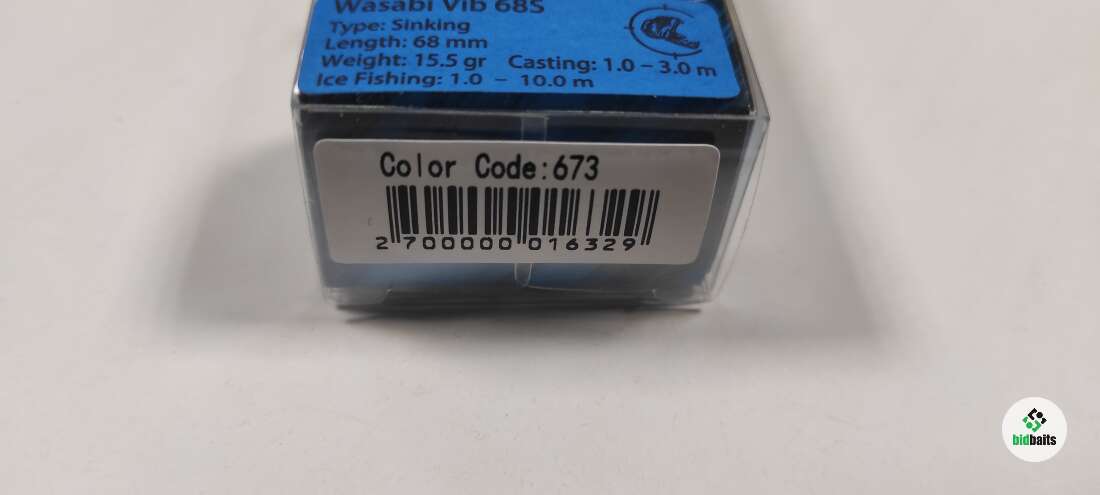 Wasabi Vib 68S
Type: Sinking
Length: 68 mm
Weight: 15.5 gr Casting: 1.0 – 3.0 m
Ice Fishing: 1.0 – 10.0 m
Color Code:673
2 700000 016329
bidbaits